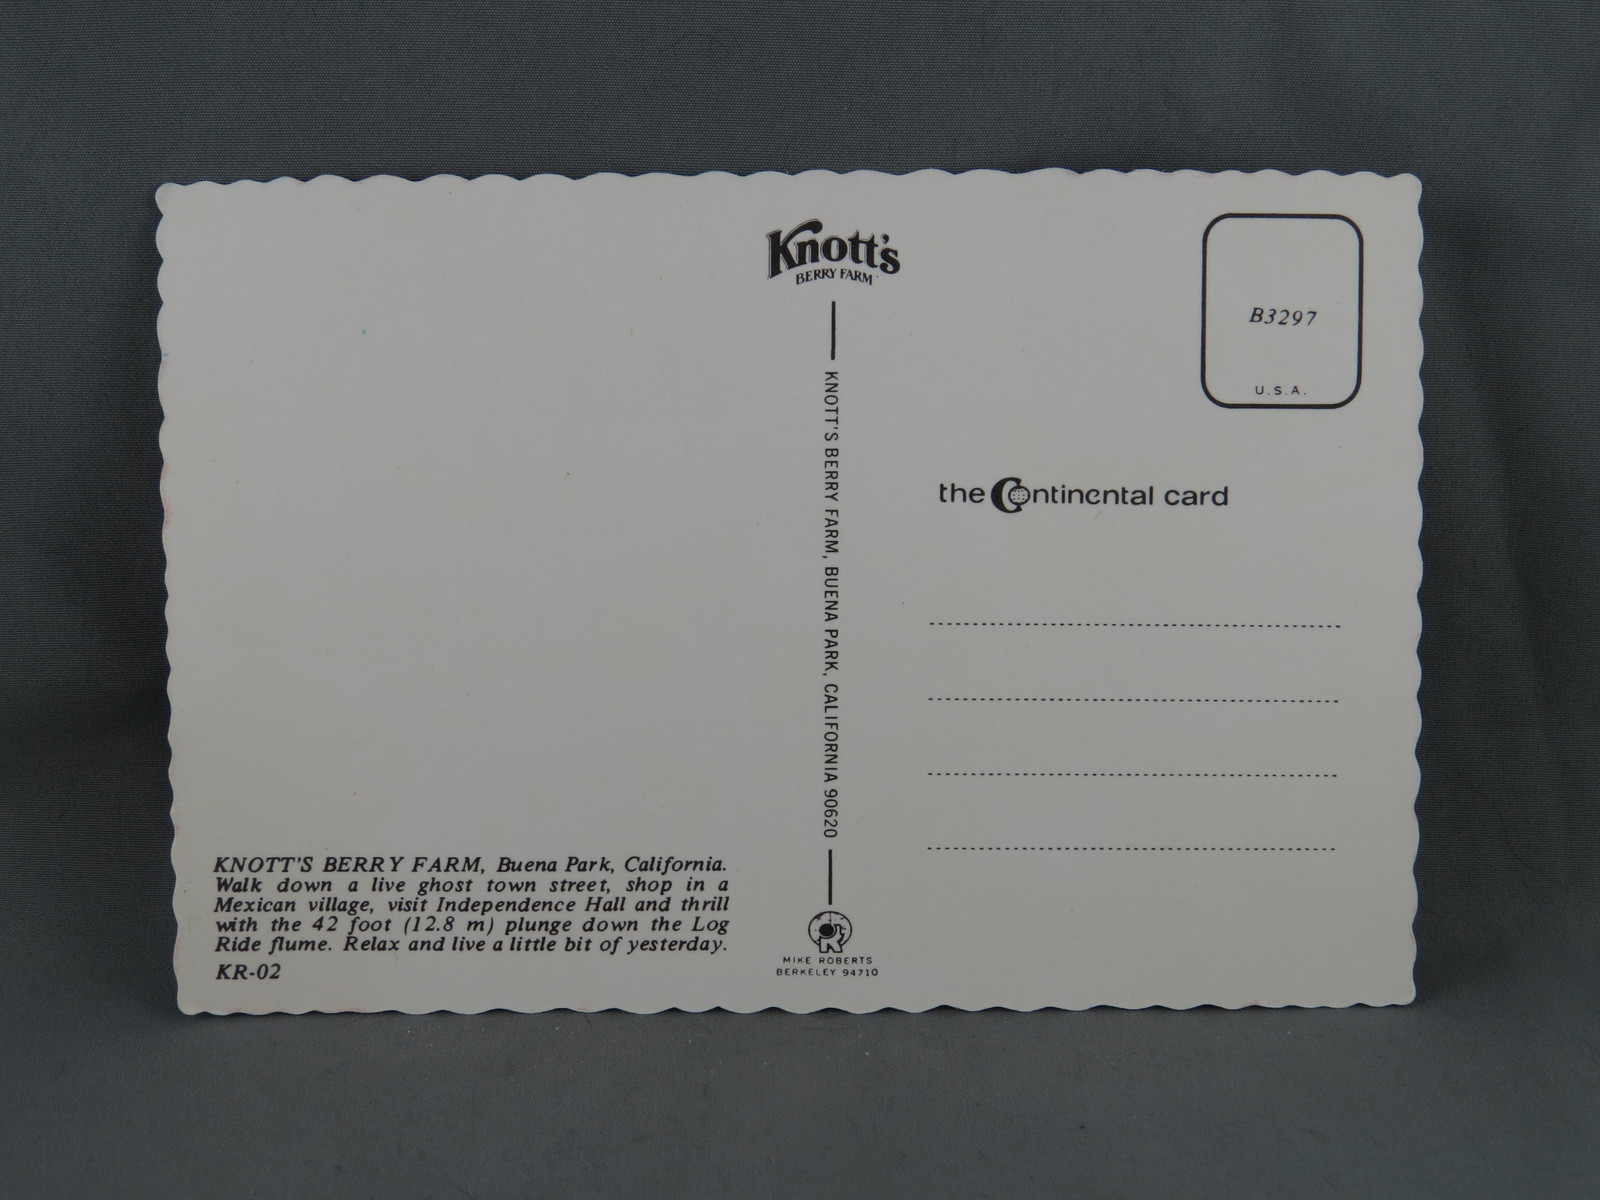 Knott's
BERRY FARM
B3297
U.S.A.
the Continental card
KNOTT'S BERRY FARM, BUENA PARK, CALIFORNIA 90620
KNOTT'S BERRY FARM, Buena Park, California.
Walk down a live ghost town street, shop in a
Mexican village, visit Independence Hall and thrill
with the 42 foot (12.8 m) plunge down the Log
Ride flume. Relax and live a little bit of yesterday.
KR-02
MIKE ROBERTS
BERKELEY 94710